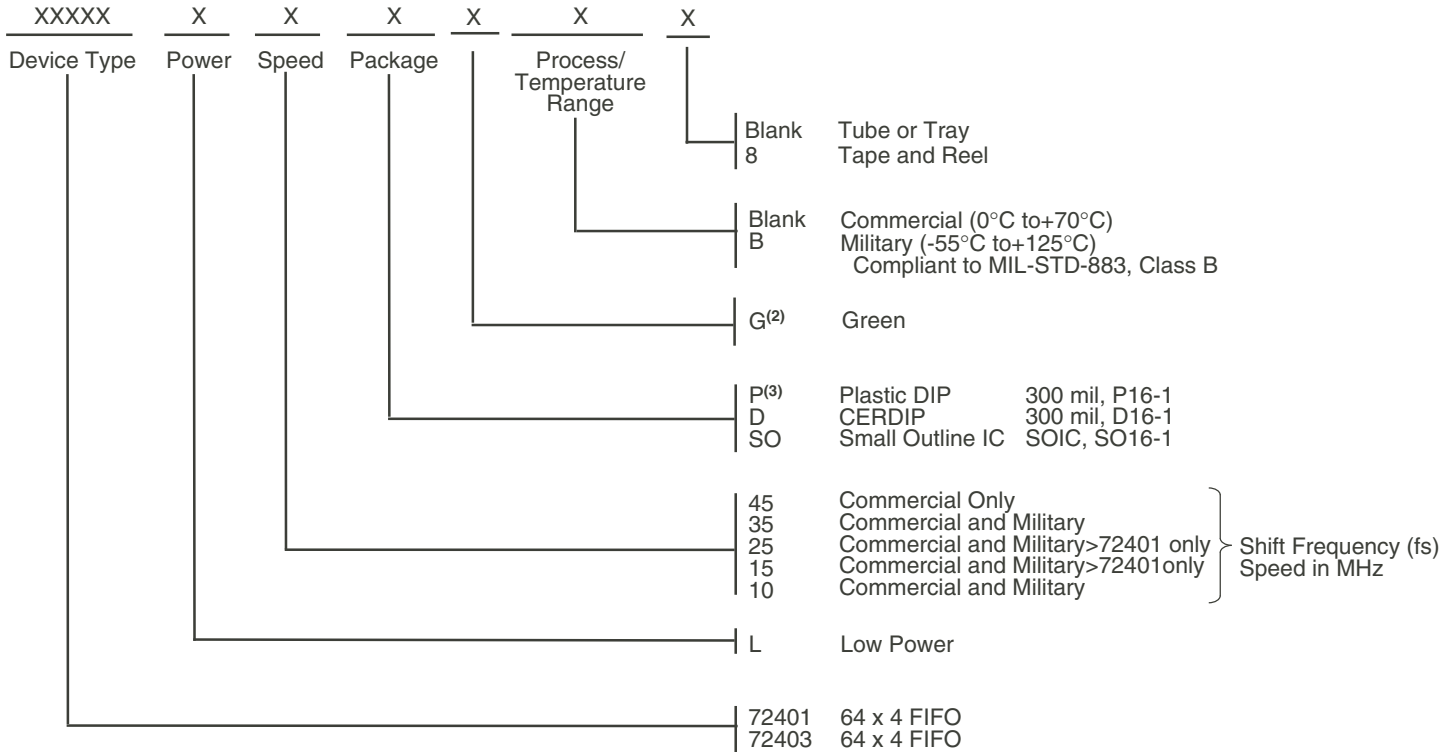 XXXXX X X X X X X
Device Type Power Speed Package Process/
Temperature
Range
Blank Tube or Tray
8 Tape and Reel
Blank Commercial (0°C to+70°C)
B Military (-55°C to+125°C)
Compliant to MIL-STD-883, Class B
G(2) Green
P(3) Plastic DIP 300 mil, P16-1
D CERDIP 300 mil, D16-1
SO Small Outline IC SOIC, SO16-1
45 Commercial Only
35 Commercial and Military
25 Commercial and Military>72401 only
15 Commercial and Military>72401only
10 Commercial and Military
Shift Frequency (fs)
Speed in MHz
L Low Power
72401 64 x 4 FIFO
72403 64 x 4 FIFO